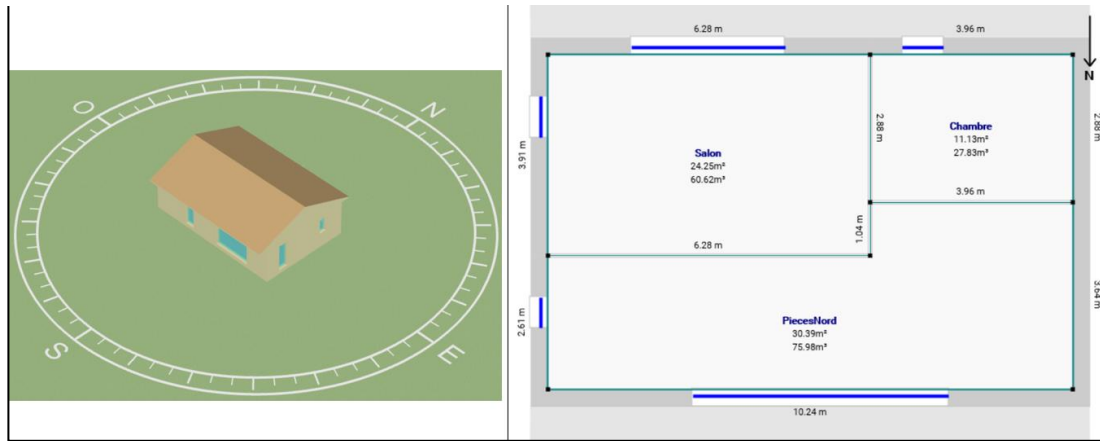 O
N
S
E
6.28 m
3.96 m
N
3.91 m
2.88 m
2.88 m
Salon
24.25m²
60.62m³
Chambre
11.13m²
27.83m³
3.96 m
1.04 m
6.28 m
2.61 m
3.64 m
PiecesNord
30.39m²
75.98m³
10.24 m